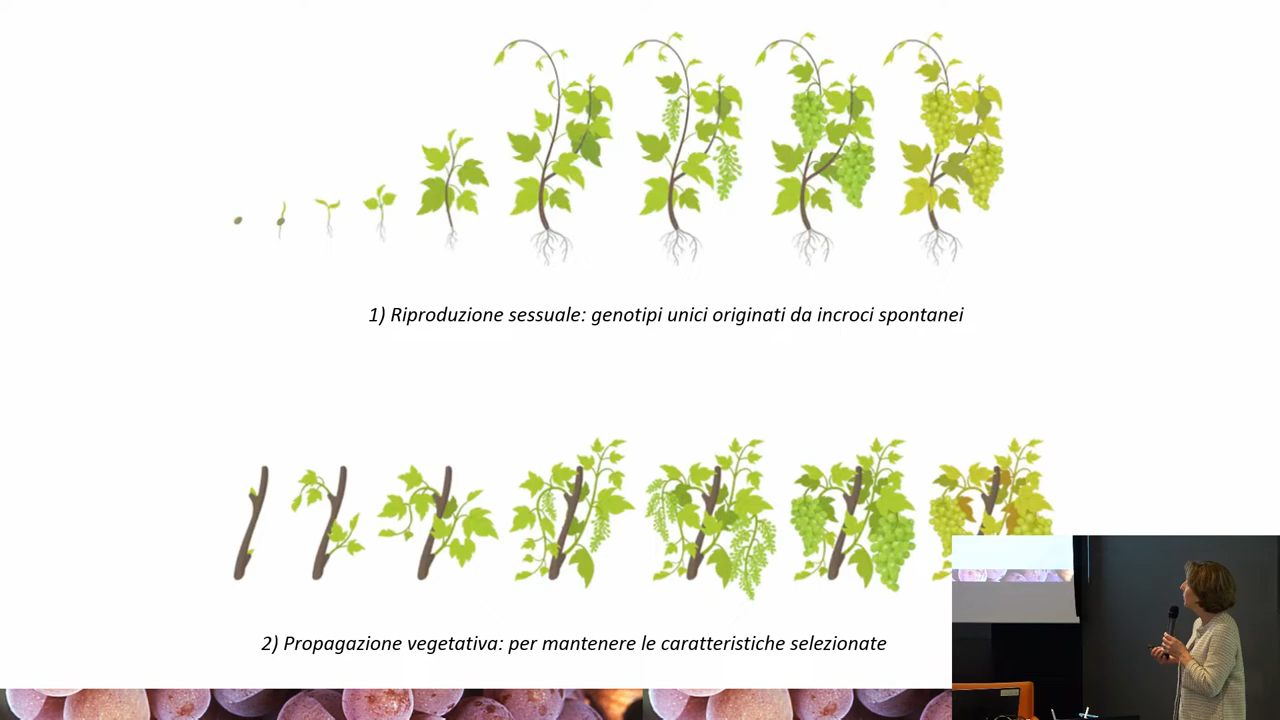 1) Riproduzione sessuale: genotipi unici originati da incroci spontanei
2) Propagazione vegetativa: per mantenere le caratteristiche selezionate